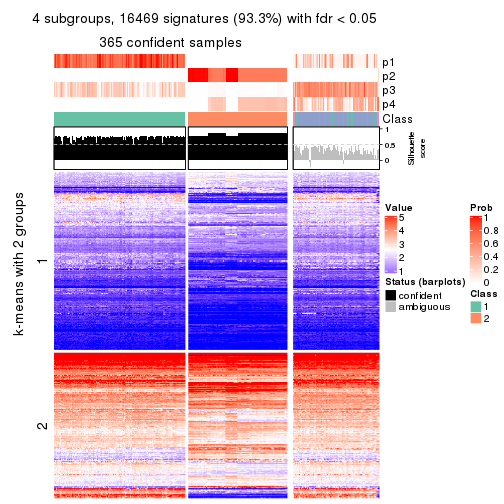 4 subgroups, 16469 signatures (93.3%) with fdr < 0.05
365 confident samples
p1
p2
p3
p4
Class
1
0.5
0
Silhouette
score
k-means with 2 groups
1
2
Value
5
4
3
2
1
Prob
1
0.8
0.6
0.4
0.2
0
Status (barplots)
confident
ambiguous
Class
1
2